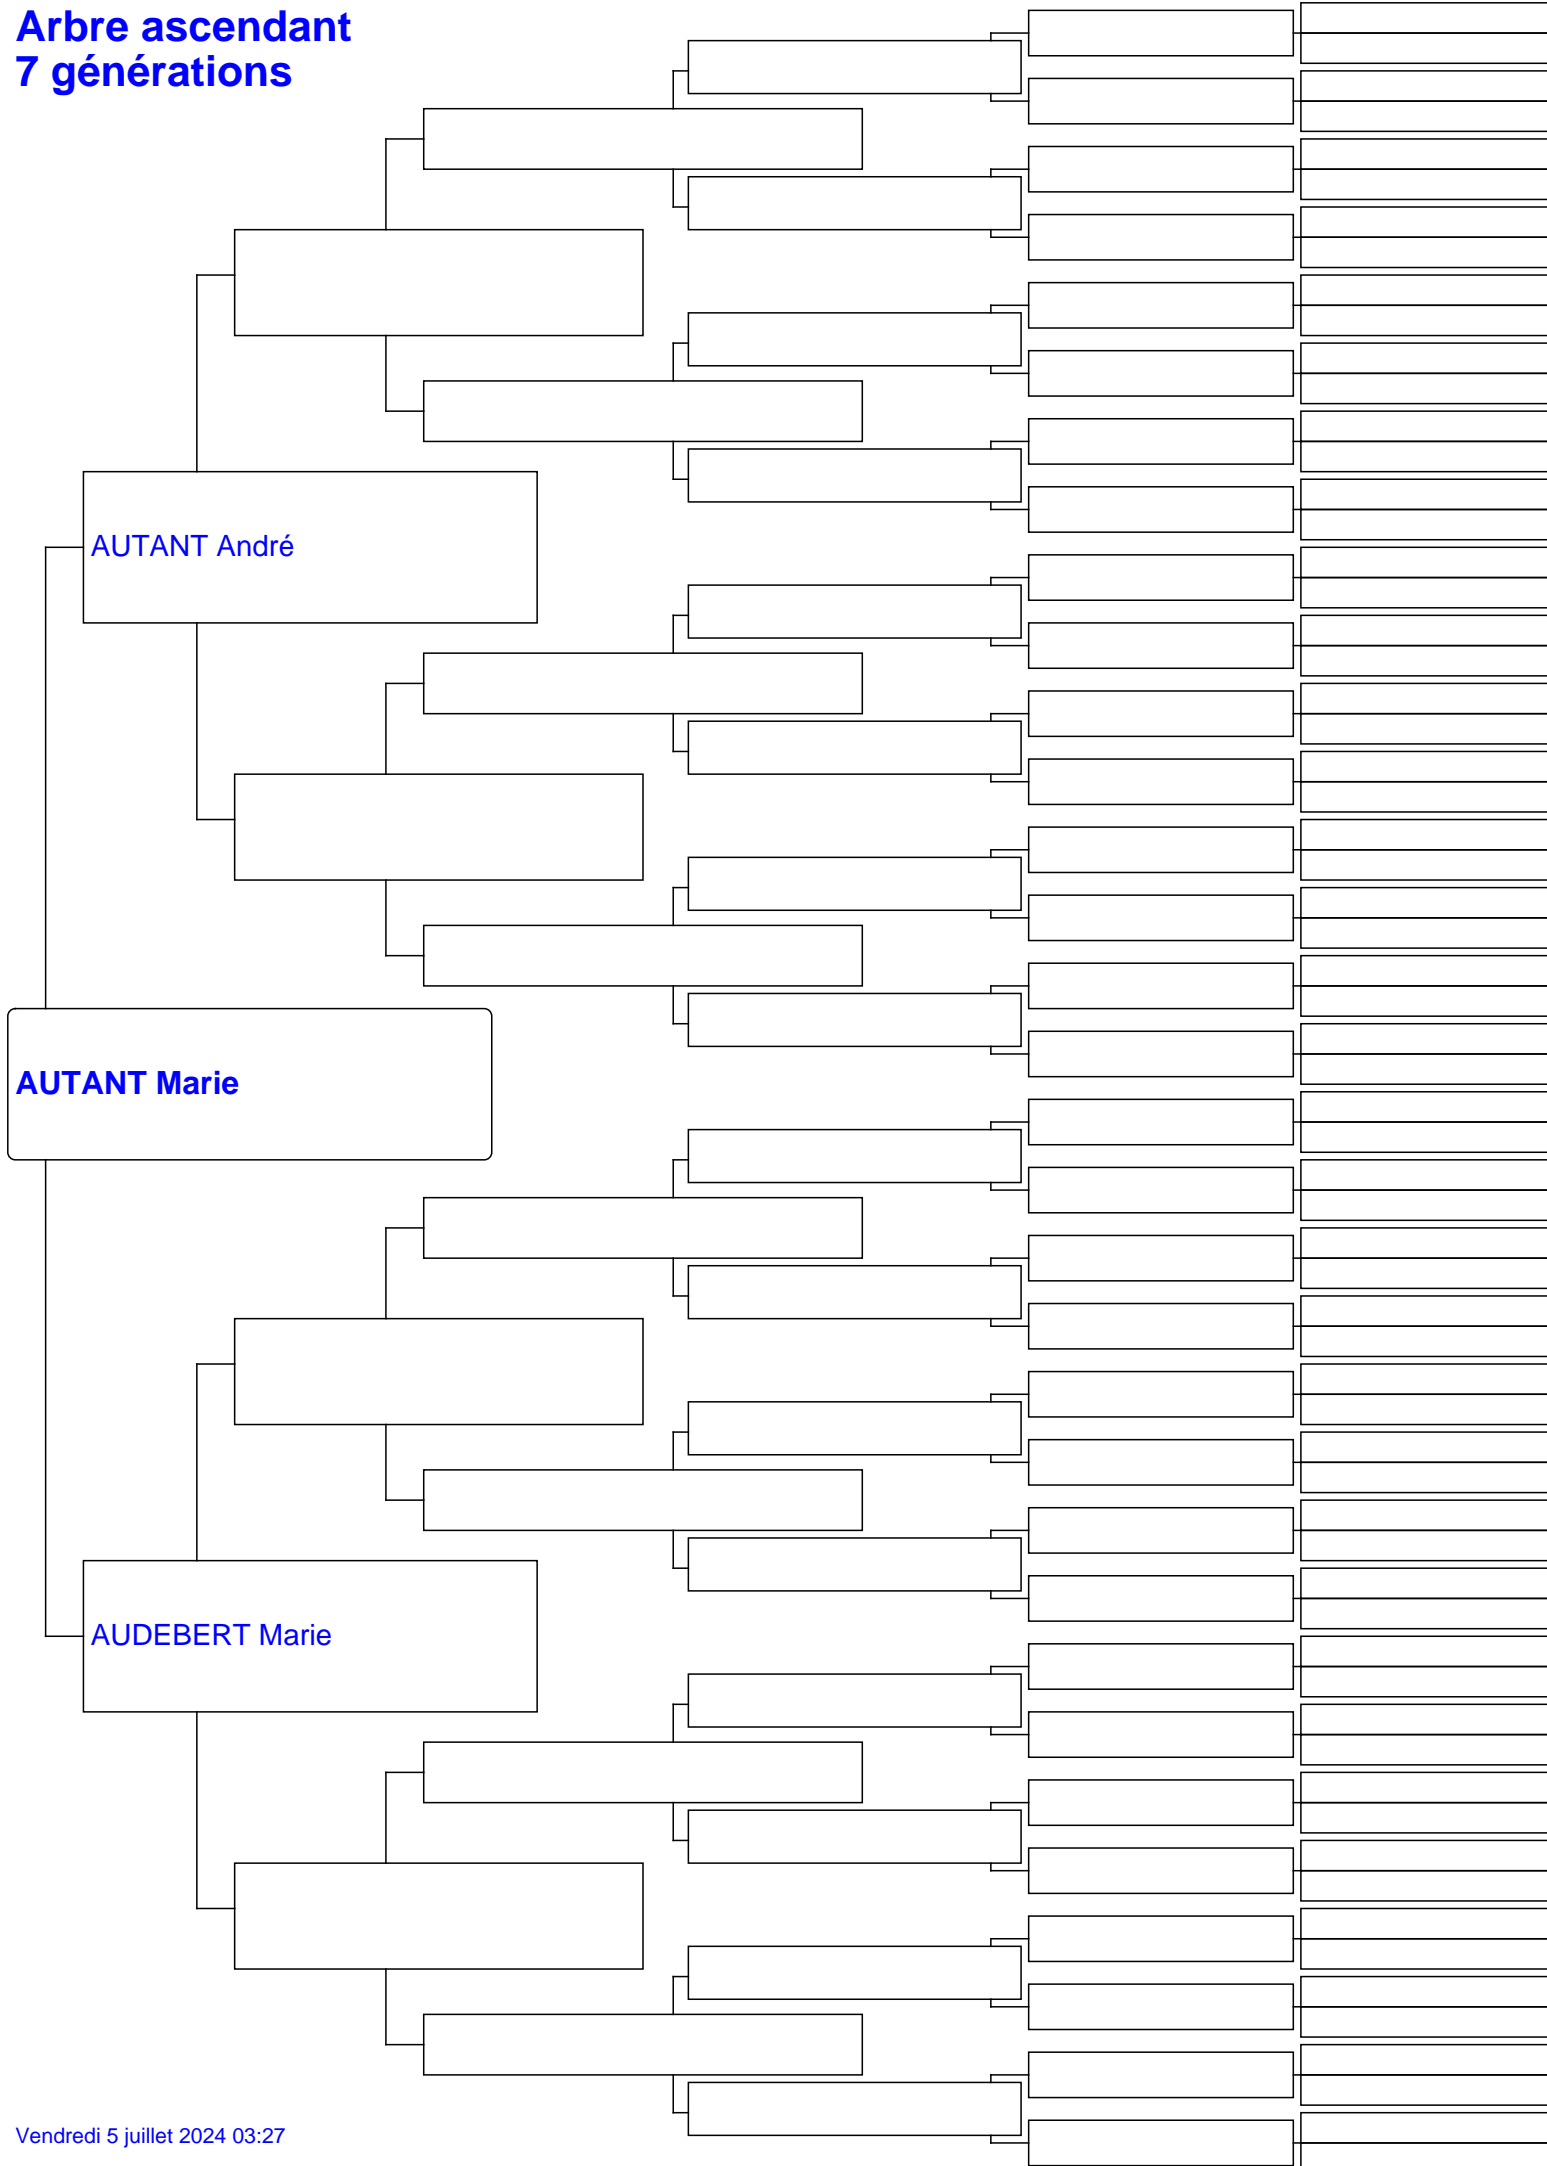 Arbre ascendant
7 générations
AUTANT André
AUTANT Marie
AUDEBERT Marie
Vendredi 5 juillet 2024 03:27